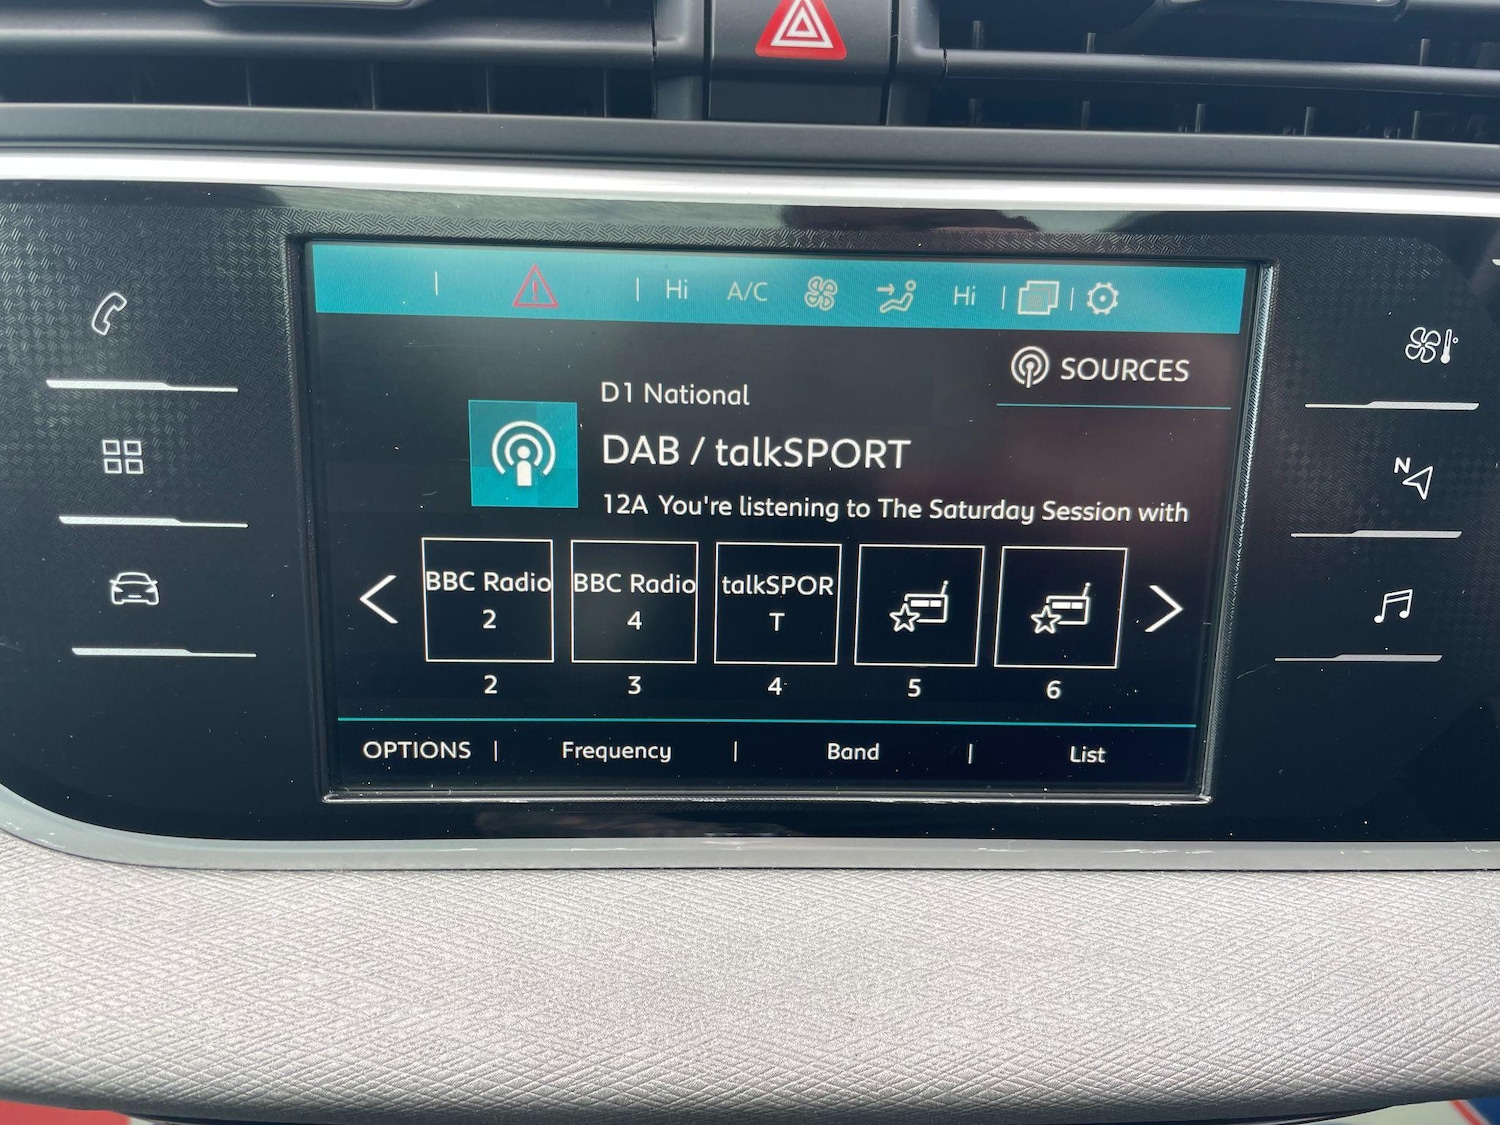 Hi A/C Hi
SOURCES
D1 National
DAB / talkSPORT
12A You're listening to The Saturday Session with
BBC Radio
2
BBC Radio
4
talkSPOR
T
2 3 4 5 6
OPTIONS | Frequency | Band | List
N